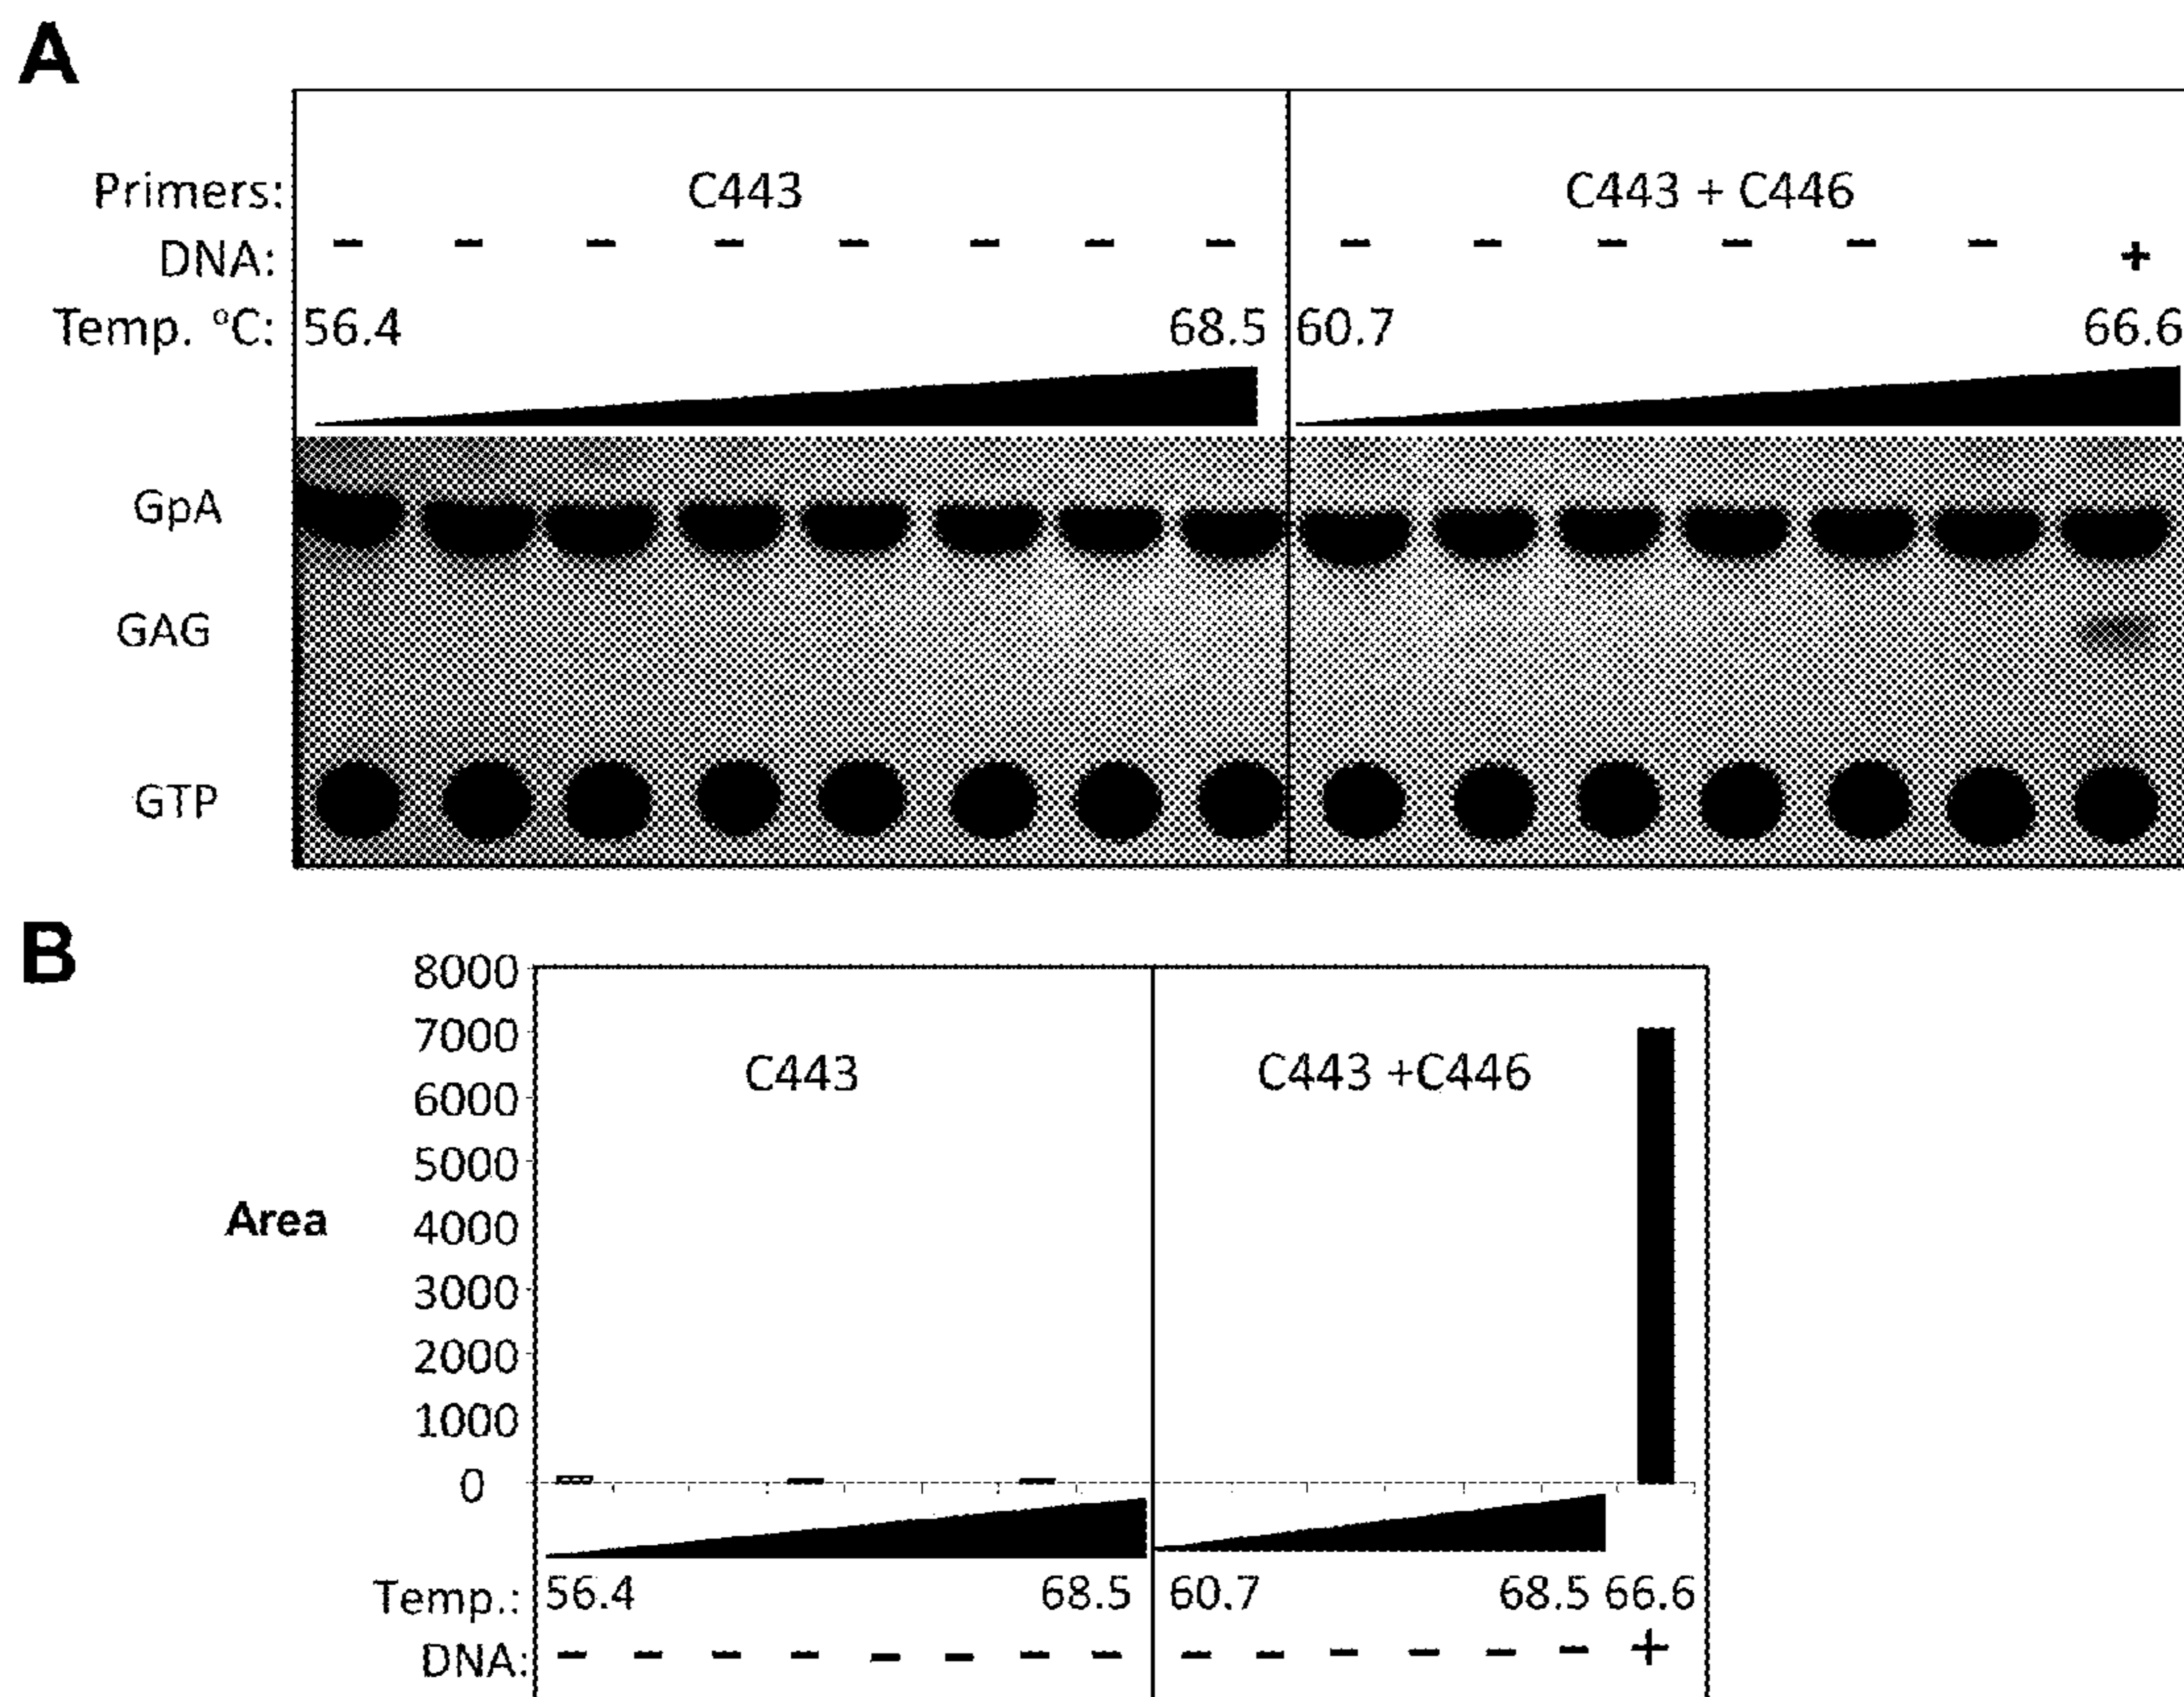 A
Primers: C443 C443 + C446
DNA: - - - - - - - - - - - - - - +
Temp. °C: 56.4 68.5 60.7 66.6
GpA
GAG
GTP
B
8000
7000
C443 C443 +C446
6000
5000
Area
4000
3000
2000
1000
0
Temp.: 56.4 68.5 60.7 68.5 66.6
DNA: - - - - - - - - - - - - - - +